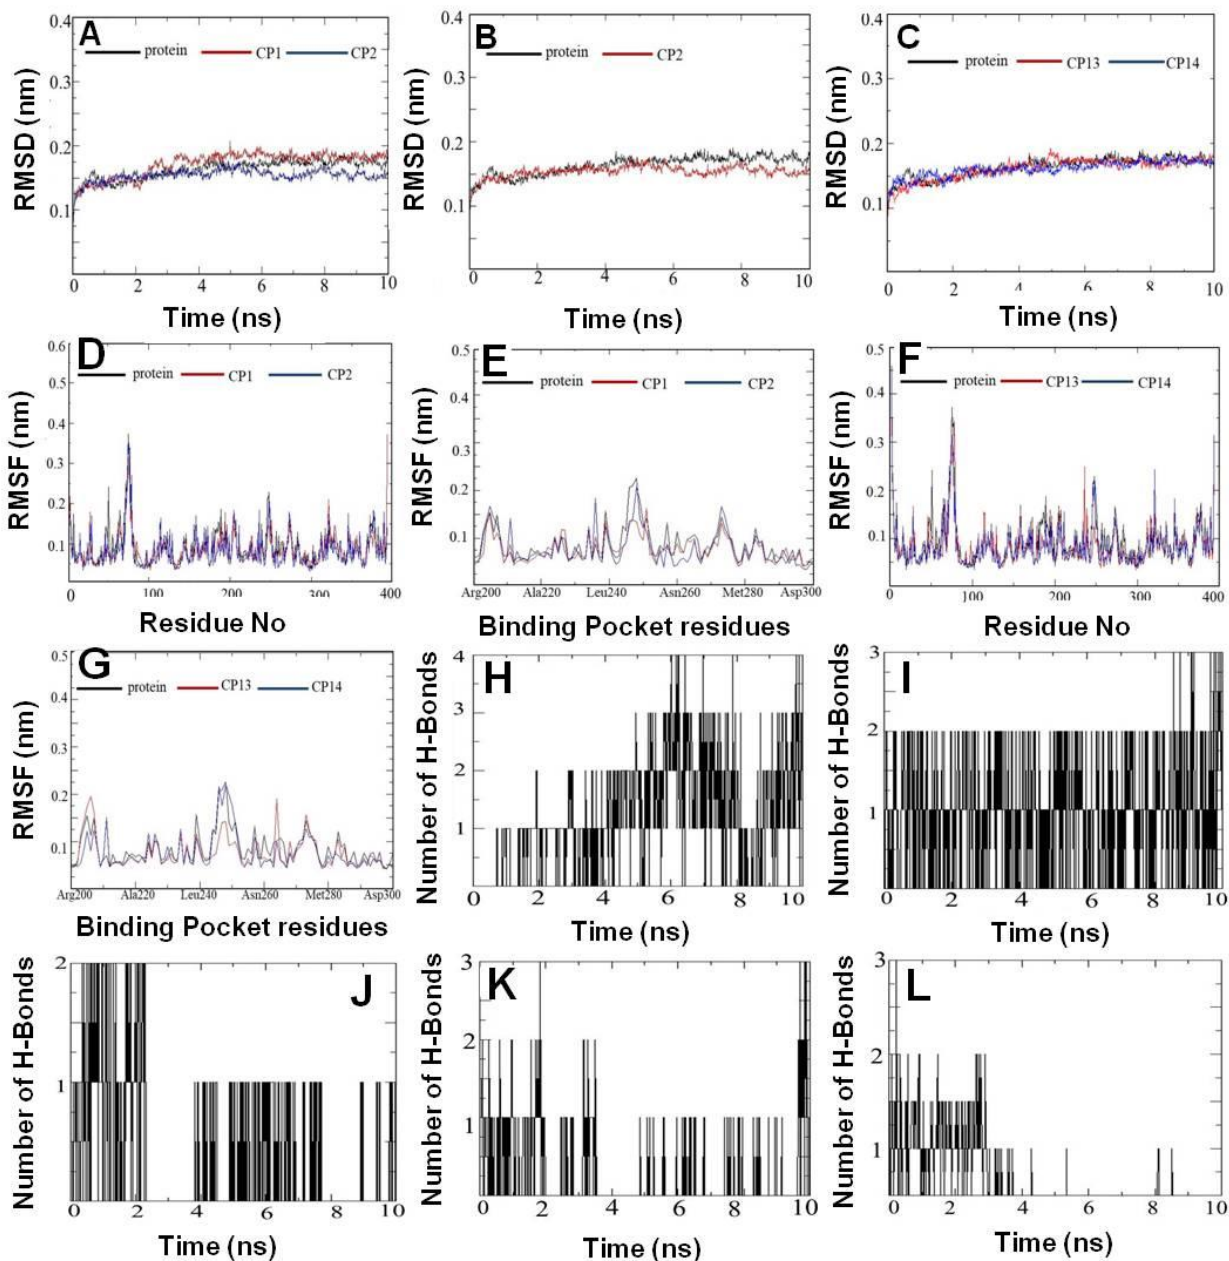 A
protein CP1 CP2
RMSD (nm)
0.4
0.3
0.2
0.1
0 2 4 6 8 10
Time (ns)
B
protein CP2
RMSD (nm)
0.4
0.3
0.2
0.1
0 2 4 6 8 10
Time (ns)
C
protein CP13 CP14
RMSD (nm)
0.4
0.3
0.2
0.1
0 2 4 6 8 10
Time (ns)
D
protein CP1 CP2
RMSF (nm)
0.6
0.5
0.4
0.3
0.2
0.1
0 100 200 300 400
Residue No
E
protein CP1 CP2
RMSF (nm)
0.5
0.4
0.3
0.2
0.1
Arg200 Ala220 Leu240 Asn260 Met280 Asp300
Binding Pocket residues
F
protein CP13 CP14
RMSF (nm)
0.5
0.4
0.3
0.2
0.1
0 100 200 300 400
Residue No
G
protein CP13 CP14
RMSF (nm)
0.5
0.4
0.3
0.2
0.1
Arg200 Ala220 Leu240 Asn260 Met280 Asp300
Binding Pocket residues
H
Number of H-Bonds
4
3
2
1
0 2 4 6 8 10
Time (ns)
I
Number of H-Bonds
3
2
1
0 2 4 6 8 10
Time (ns)
J
Number of H-Bonds
2
1
0 2 4 6 8 10
Time (ns)
K
Number of H-Bonds
3
2
1
0 2 4 6 8 10
Time (ns)
L
Number of H-Bonds
3
2
1
0 2 4 6 8 10
Time (ns)